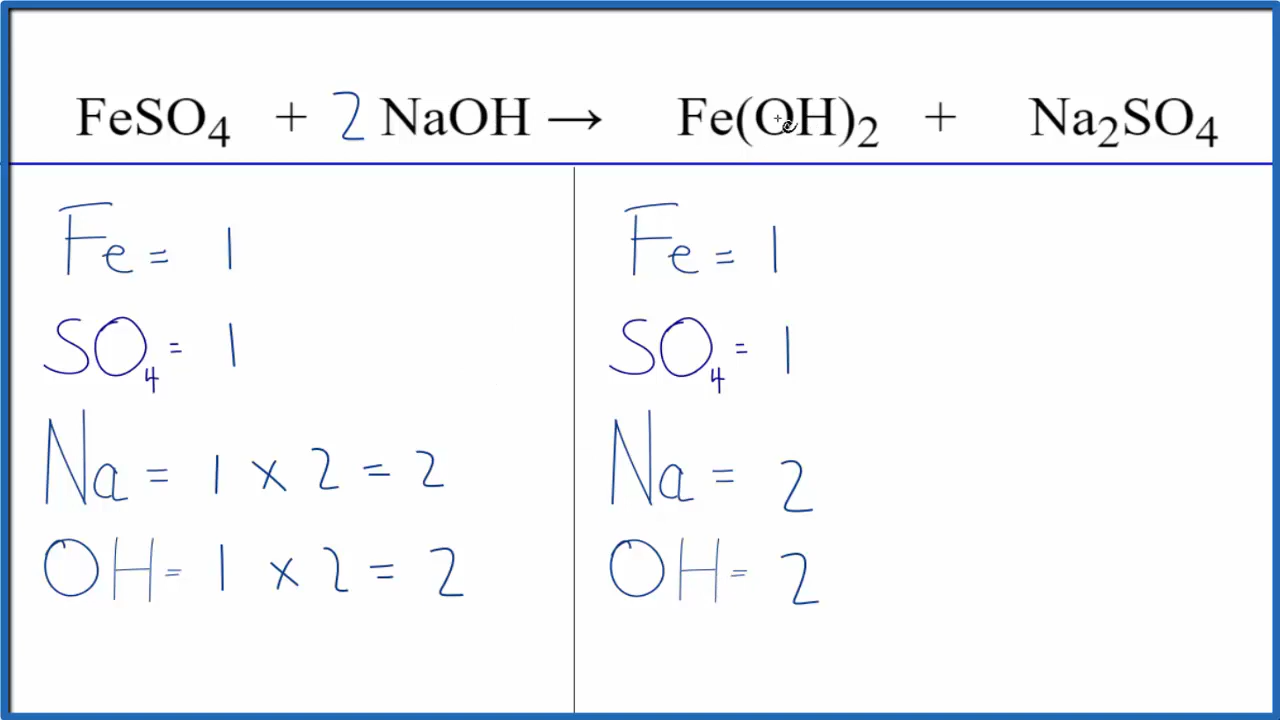 FeSO₄ + 2 NaOH → Fe(OH)₂ + Na₂SO₄
Fe = 1
SO₄ = 1
Na = 1 x 2 = 2
OH = 1 x 2 = 2
Fe = 1
SO₄ = 1
Na = 2
OH = 2